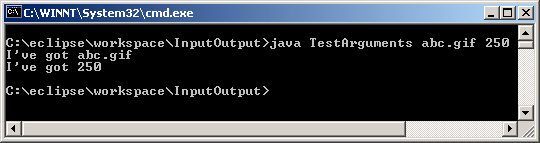 C:\WINNT\System32\cmd.exe
C:\eclipse\workspace\InputOutput>java TestArguments abc.gif 250
I've got abc.gif
I've got 250
C:\eclipse\workspace\InputOutput>